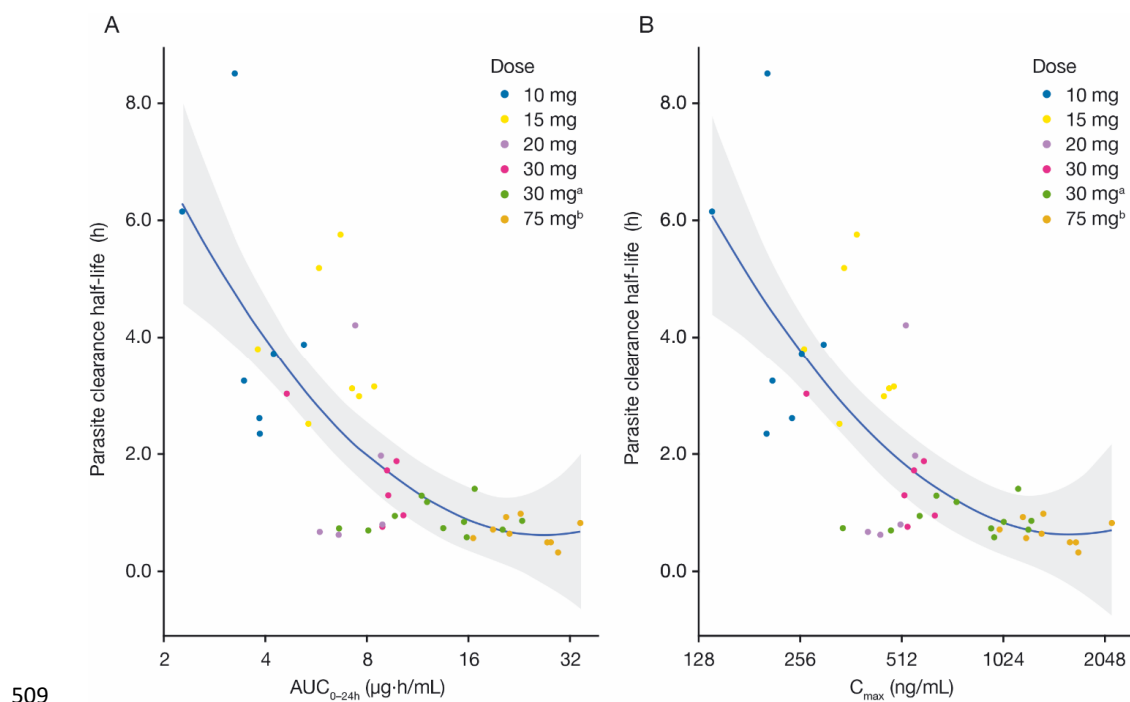 A
Parasite clearance half-life (h)
8.0
6.0
4.0
2.0
0.0
Dose
10 mg
15 mg
20 mg
30 mg
30 mgᵃ
75 mgᵇ
2 4 8 16 32
AUC₀₋₂₄ₕ (µg·h/mL)
B
Parasite clearance half-life (h)
8.0
6.0
4.0
2.0
0.0
Dose
10 mg
15 mg
20 mg
30 mg
30 mgᵃ
75 mgᵇ
128 256 512 1024 2048
Cₘₐₓ (ng/mL)
509